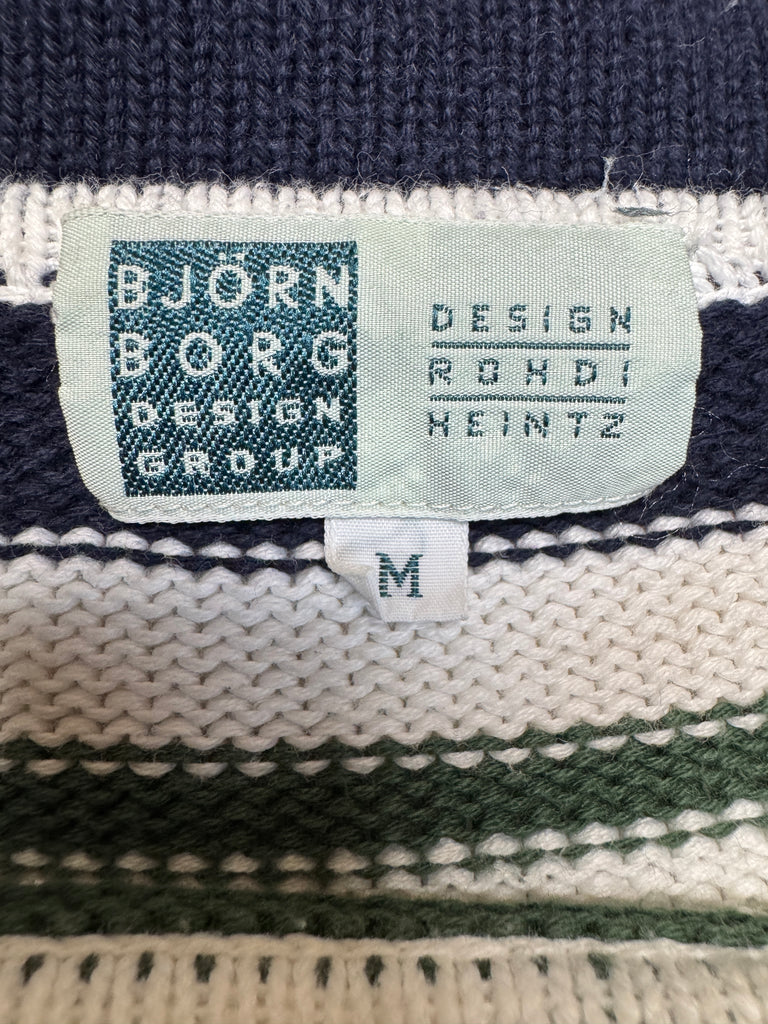 BJÖRN
BORG
DESIGN
GROUP
DESIGN
ROHDI
HEINTZ
M